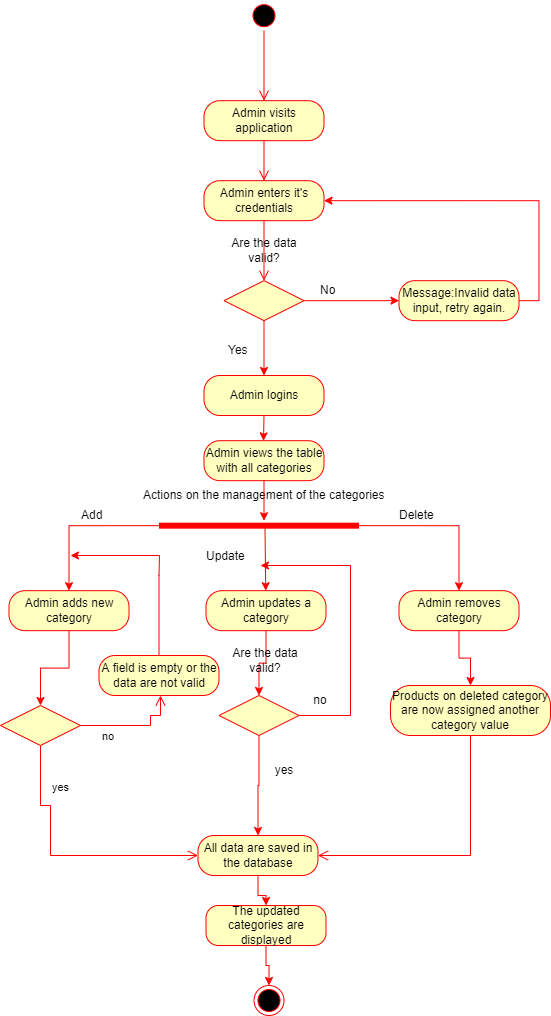 Admin visits
application
Admin enters it's
credentials
Are the data
valid?
No
Message:Invalid data
input, retry again.
Yes
Admin logins
Admin views the table
with all categories
Actions on the management of the categories
Add
Delete
Update
Admin adds new
category
Admin updates a
category
Admin removes
category
A field is empty or the
data are not valid
Are the data
valid?
Products on deleted category
are now assigned another
category value
no
no
yes
yes
All data are saved in
the database
The updated
categories are
displayed